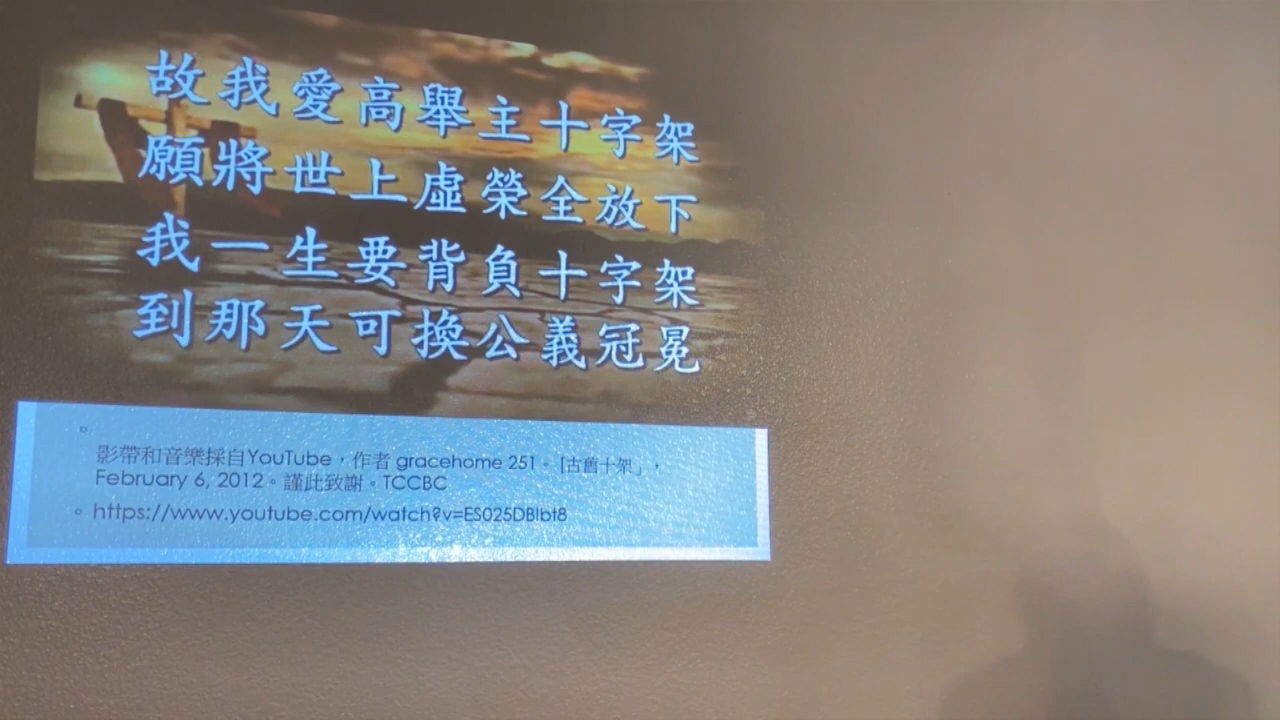 故我愛高舉主十字架
願將世上虛榮全放下
我一生要背負十字架
到那天可換公義冠冕
影帶和音樂採自YouTube，作者 gracehome 251。[古舊十架」，
February 6, 2012。謹此致謝。TCCBC
https://www.youtube.com/watch?v=ES025DBIbt8